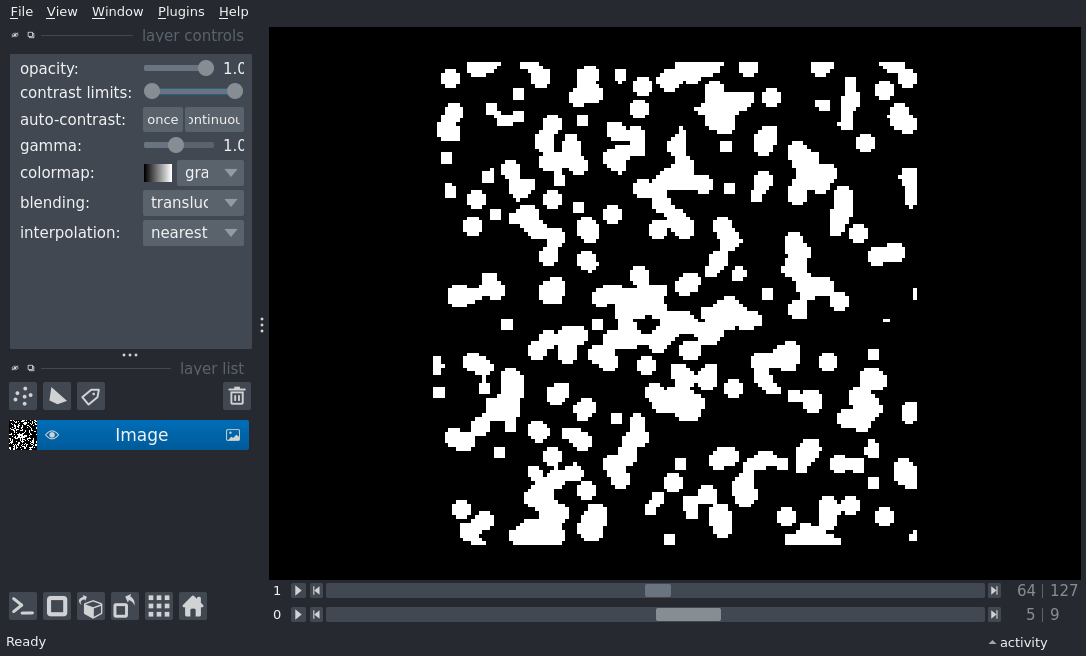 File View Window Plugins Help
layer controls
opacity: 1.0
contrast limits:
auto-contrast: once ontinuou
gamma: 1.0
colormap: gra
blending: transluc
interpolation: nearest
layer list
Image
1 64 | 127
0 5 | 9
Ready activity